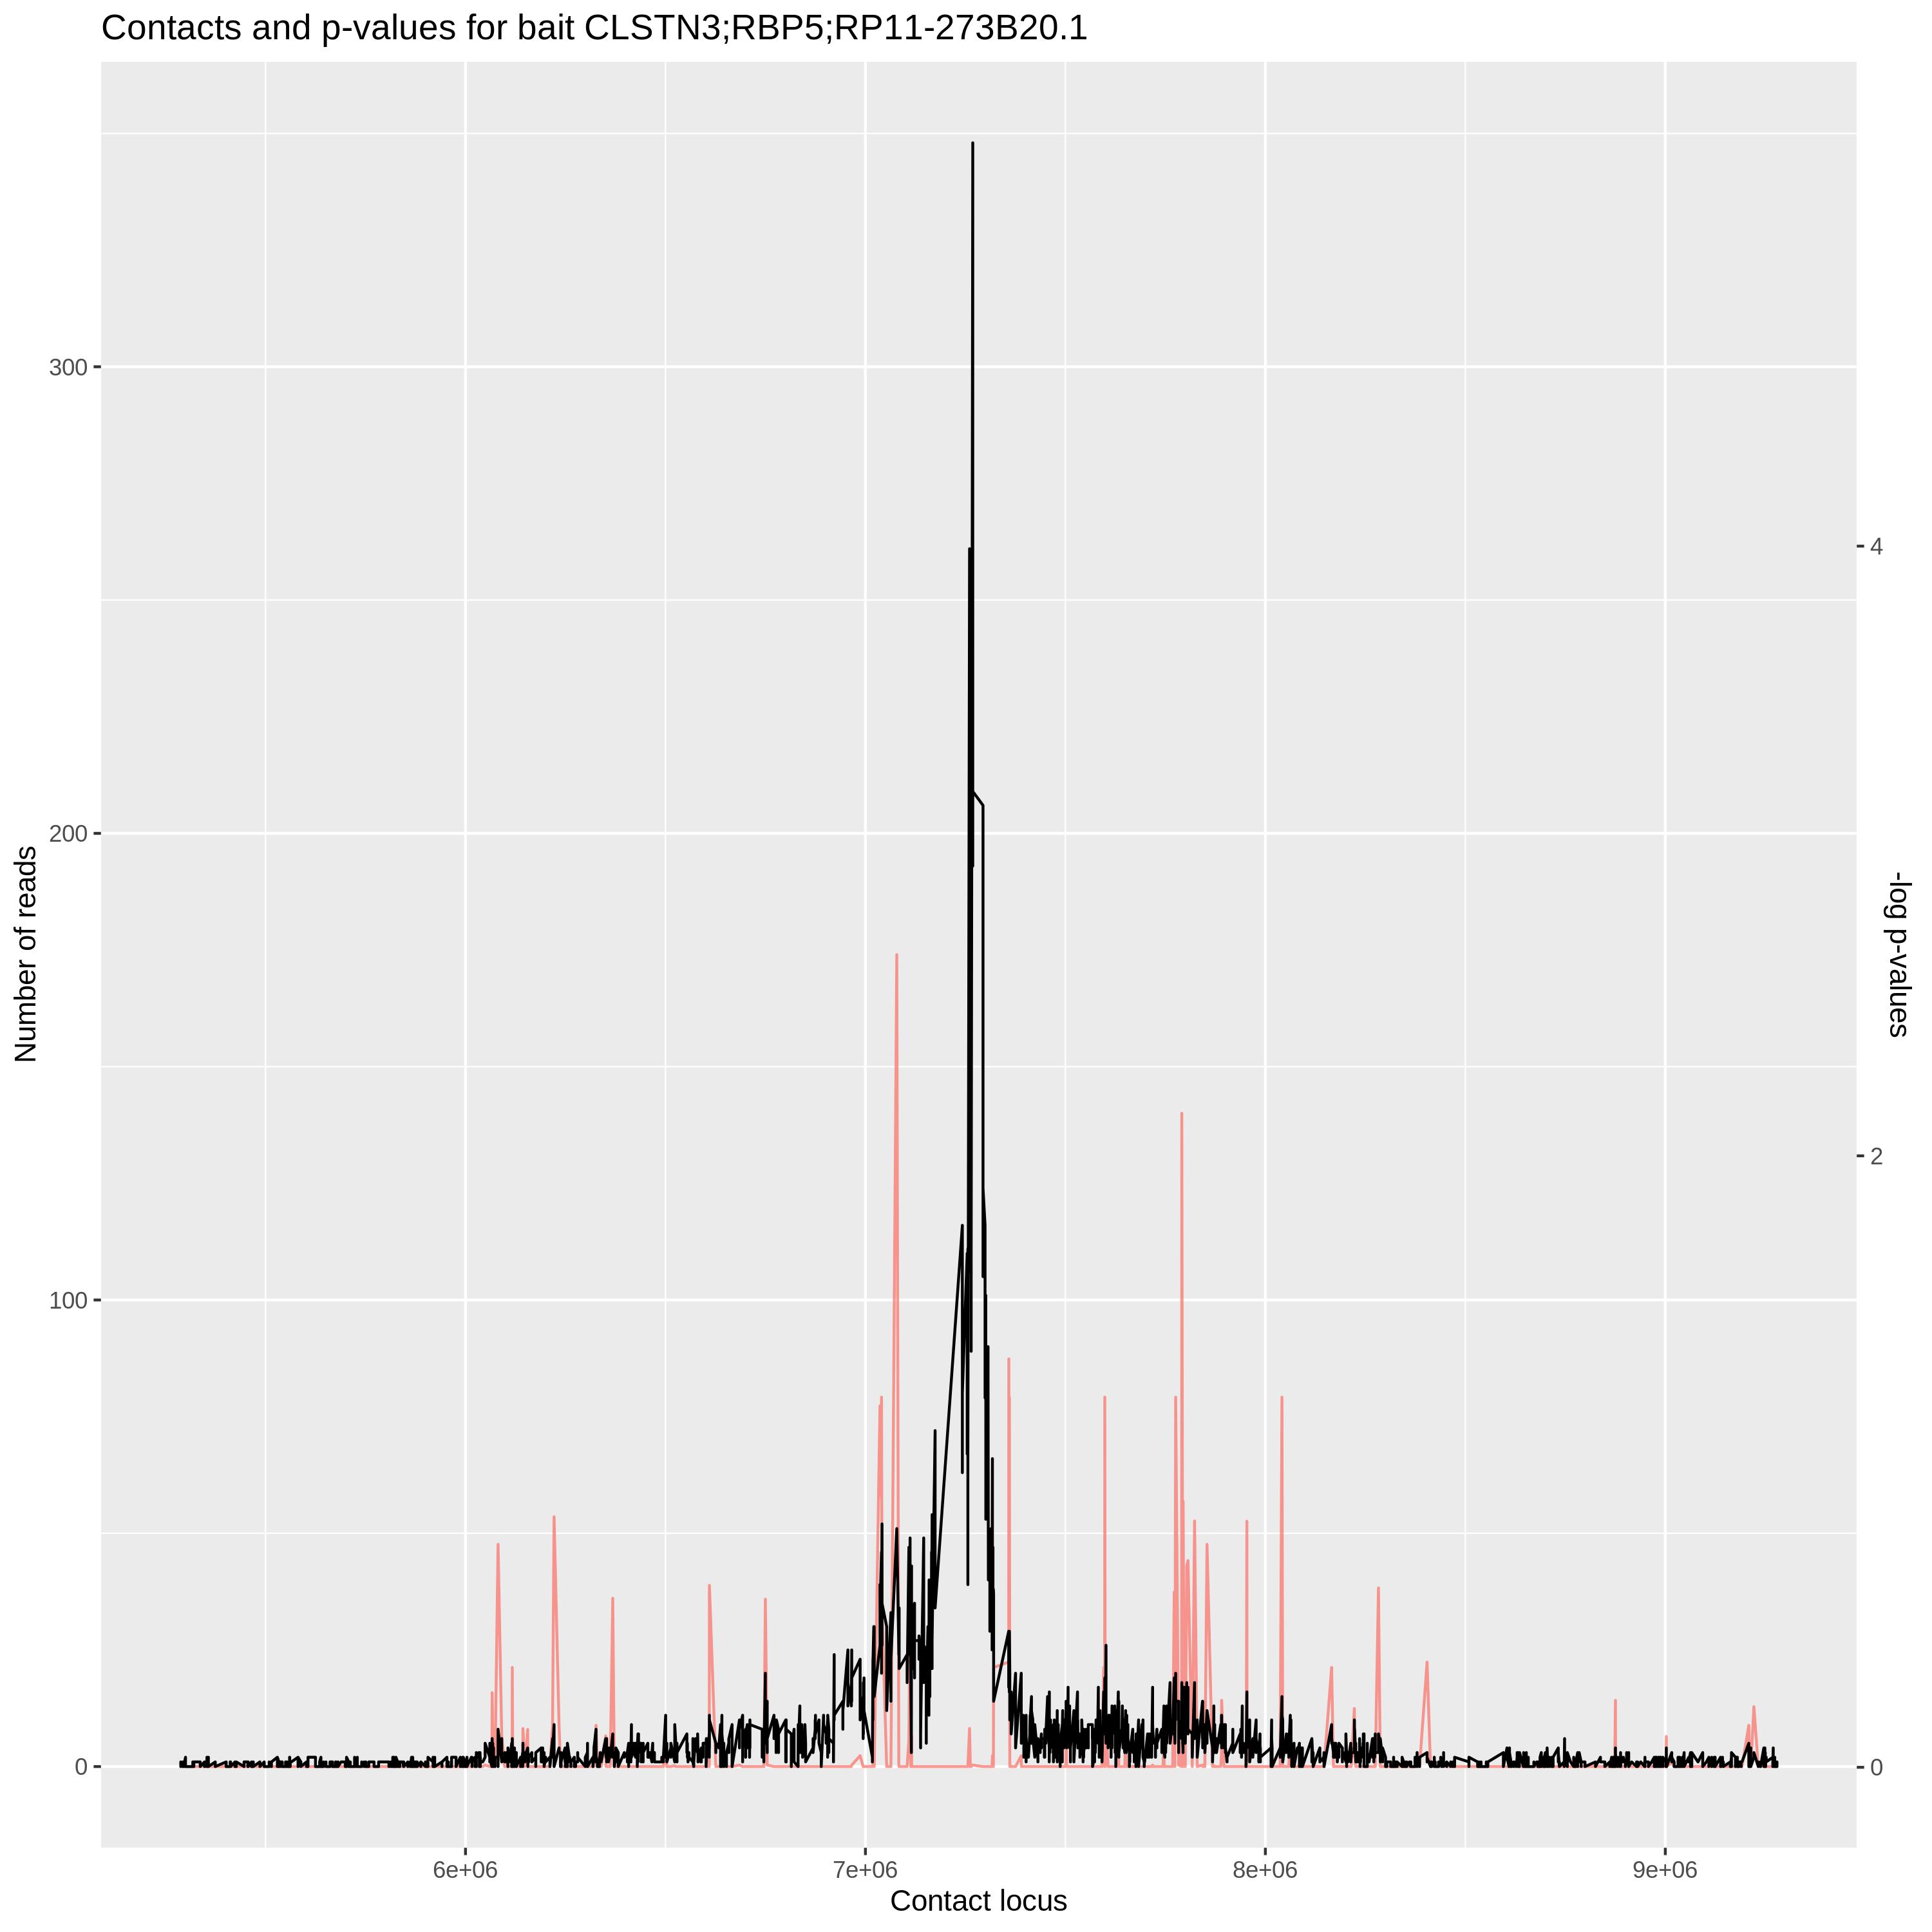 Contacts and p-values for bait CLSTN3;RBP5;RP11-273B20.1
Number of reads
300
200
100
0
4
2
0
-log p-values
6e+06 7e+06 8e+06 9e+06
Contact locus